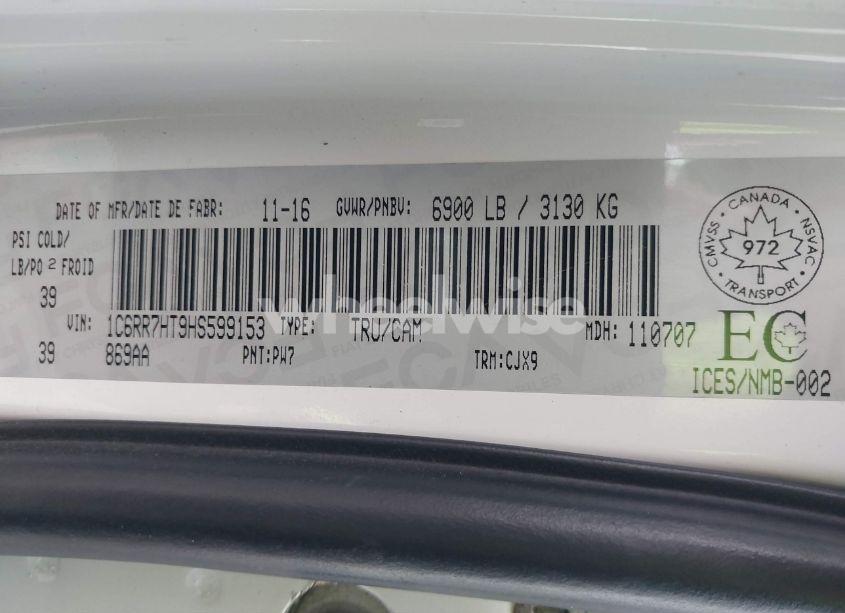 DATE OF MFR/DATE DE FABR: 11-16 GVWR/PNBV: 6900 LB / 3130 KG
PSI COLD/
LB/PO 2 FROID
39
VIN: 1C6RR7HT9HS599153 TYPE: TRU/CAM MDH: 110707
39 869AA PNT:PW7 TRM:CJX9
CANADA
CMVSS NSVAC
972
TRANSPORT
EC
ICES/NMB-002
wheelwise